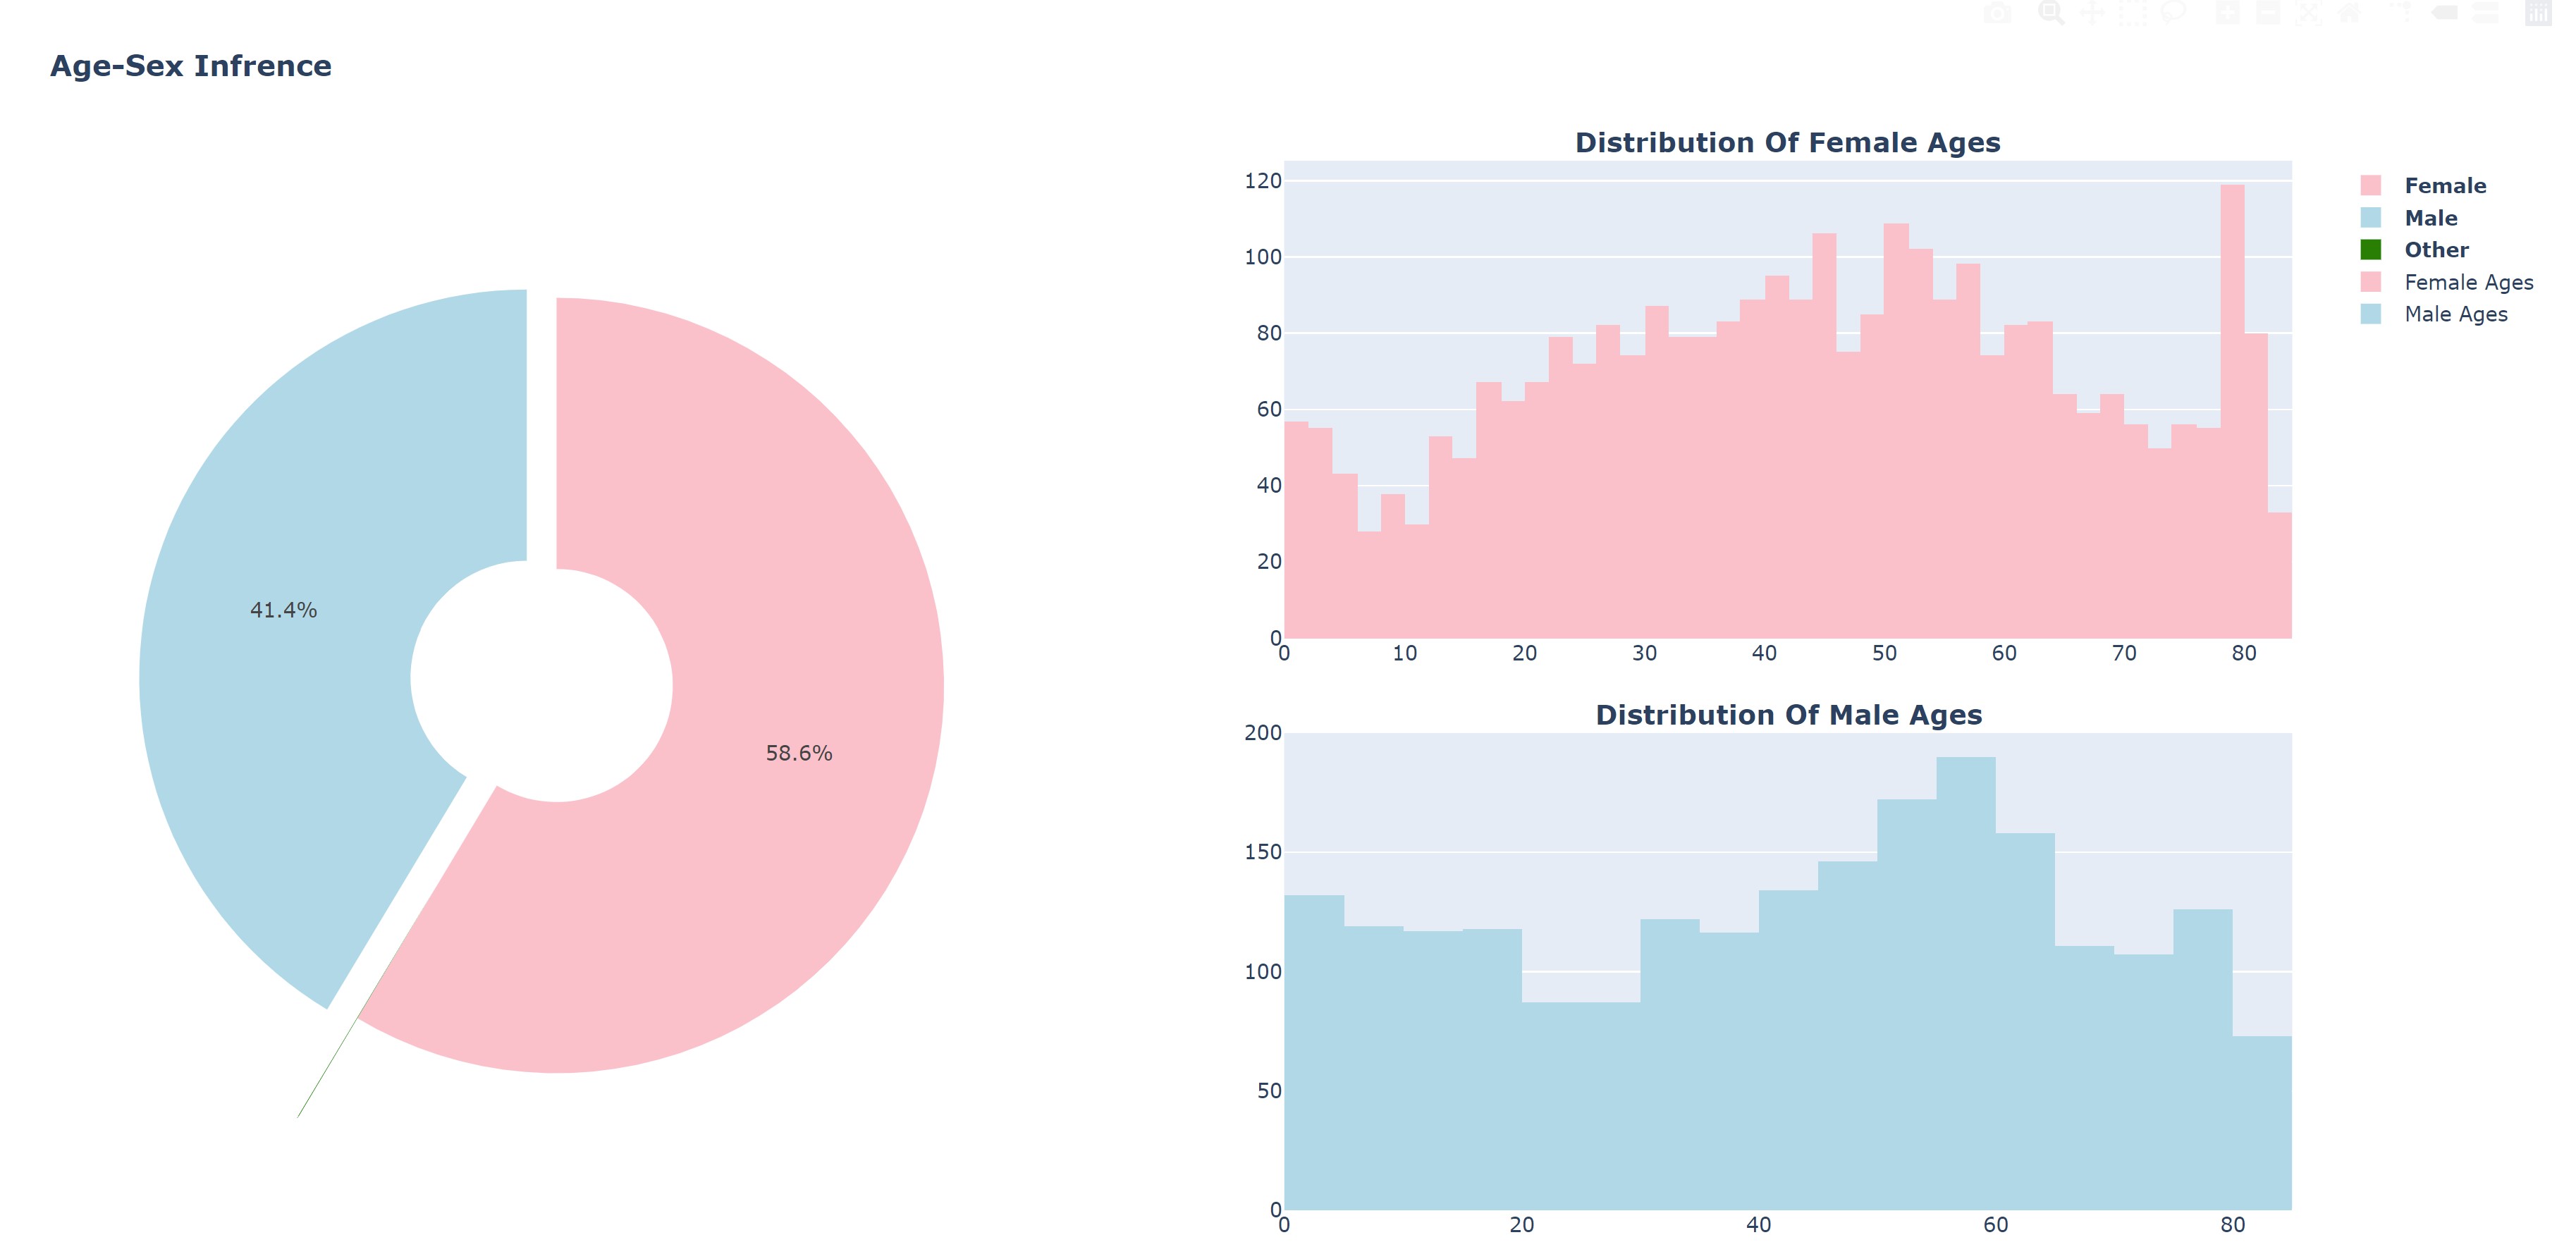 Age-Sex Infrence
41.4%
58.6%
Distribution Of Female Ages
120
100
80
60
40
20
0
0 10 20 30 40 50 60 70 80
Distribution Of Male Ages
200
150
100
50
0
0 20 40 60 80
Female
Male
Other
Female Ages
Male Ages